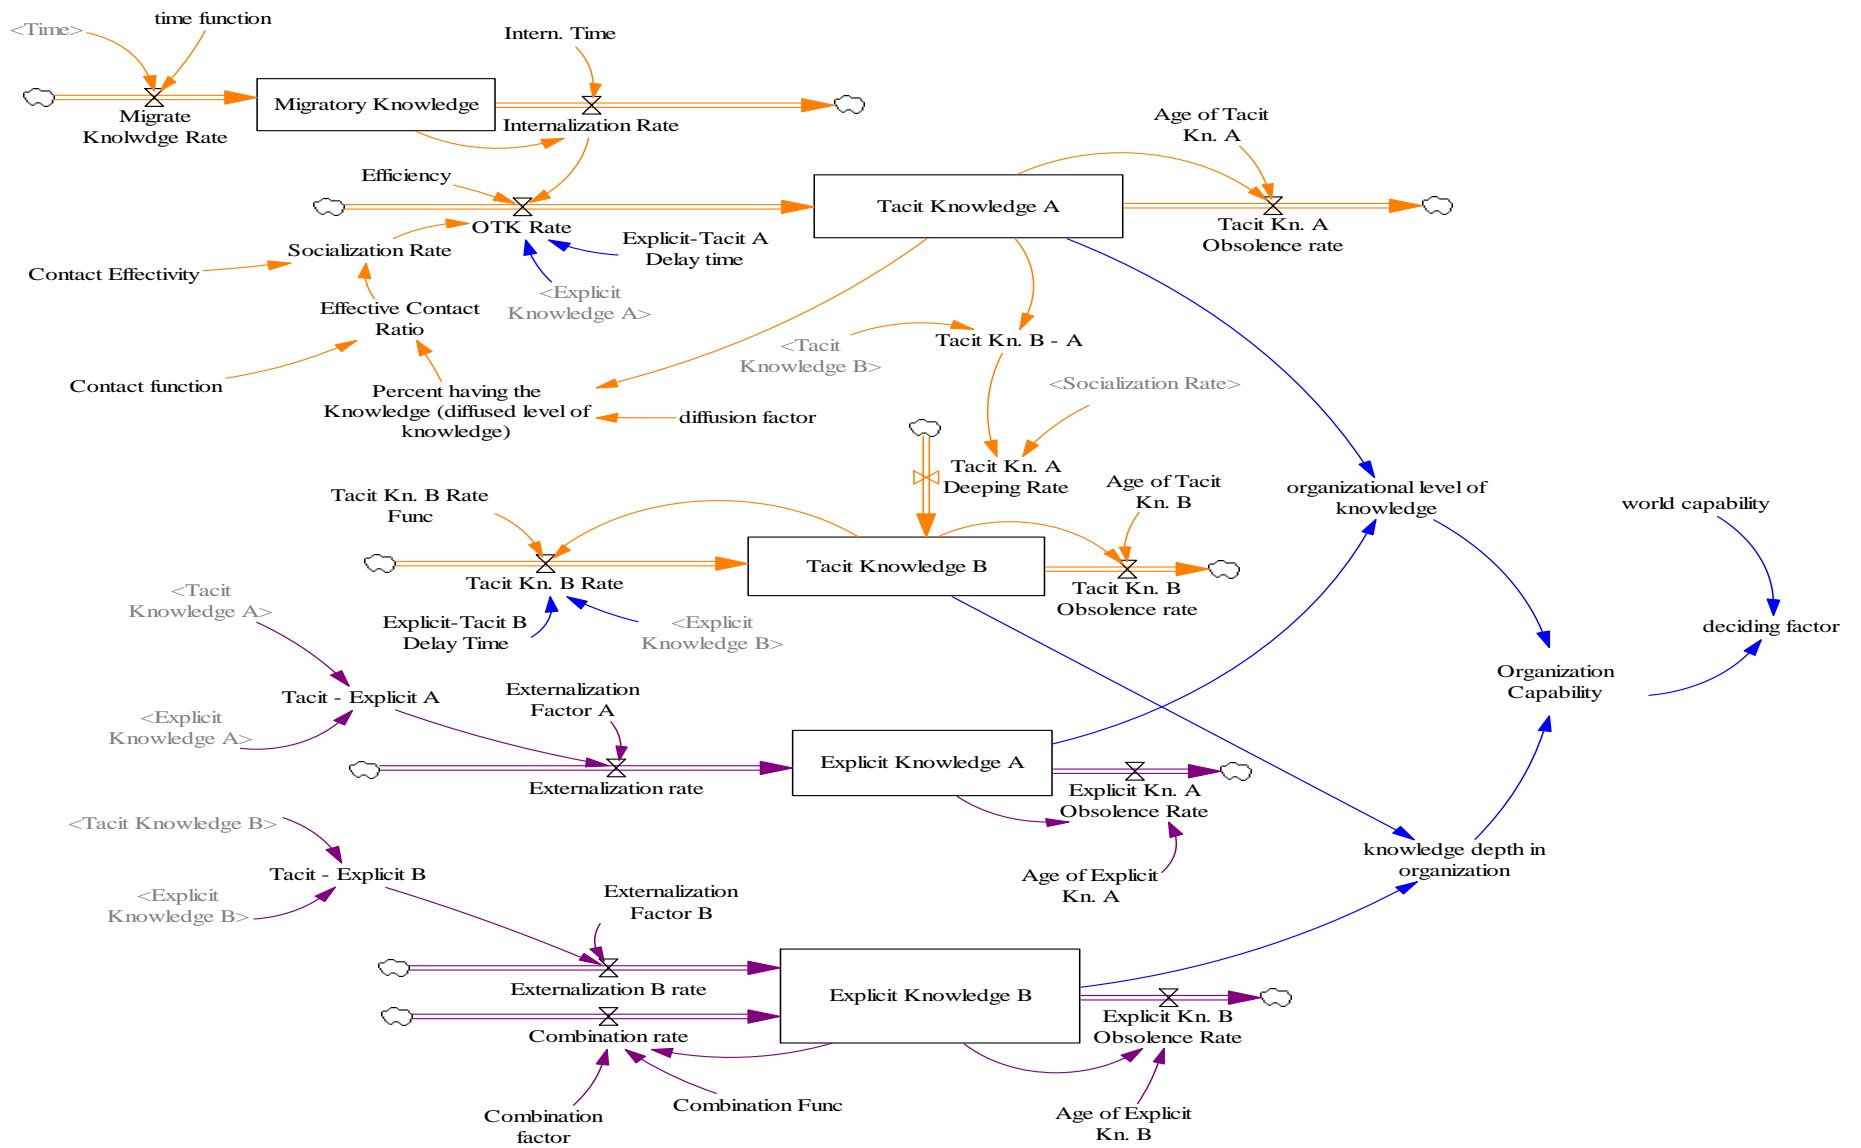 <Time>
time function
Intern. Time
Migratory Knowledge
Migrate
Knolwdge Rate
Internalization Rate
Age of Tacit
Kn. A
Efficiency
Tacit Knowledge A
OTK Rate
Tacit Kn. A
Obsolence rate
Explicit-Tacit A
Delay time
Socialization Rate
Contact Effectivity
<Explicit
Knowledge A>
Effective Contact
Ratio
<Tacit
Knowledge B>
Tacit Kn. B - A
Contact function
Percent having the
Knowledge (diffused level of
knowledge)
<Socialization Rate>
diffusion factor
Tacit Kn. A
Deeping Rate
Tacit Kn. B Rate
Func
Age of Tacit
Kn. B
organizational level of
knowledge
world capability
Tacit Knowledge B
Tacit Kn. B Rate
Tacit Kn. B
Obsolence rate
<Tacit
Knowledge A>
Explicit-Tacit B
Delay Time
<Explicit
Knowledge B>
deciding factor
Organization
Capability
Tacit - Explicit A
Externalization
Factor A
<Explicit
Knowledge A>
Explicit Knowledge A
Externalization rate
Explicit Kn. A
Obsolence Rate
<Tacit Knowledge B>
knowledge depth in
organization
Tacit - Explicit B
Age of Explicit
Kn. A
Externalization
Factor B
<Explicit
Knowledge B>
Externalization B rate
Explicit Knowledge B
Explicit Kn. B
Obsolence Rate
Combination rate
Combination
factor
Combination Func
Age of Explicit
Kn. B